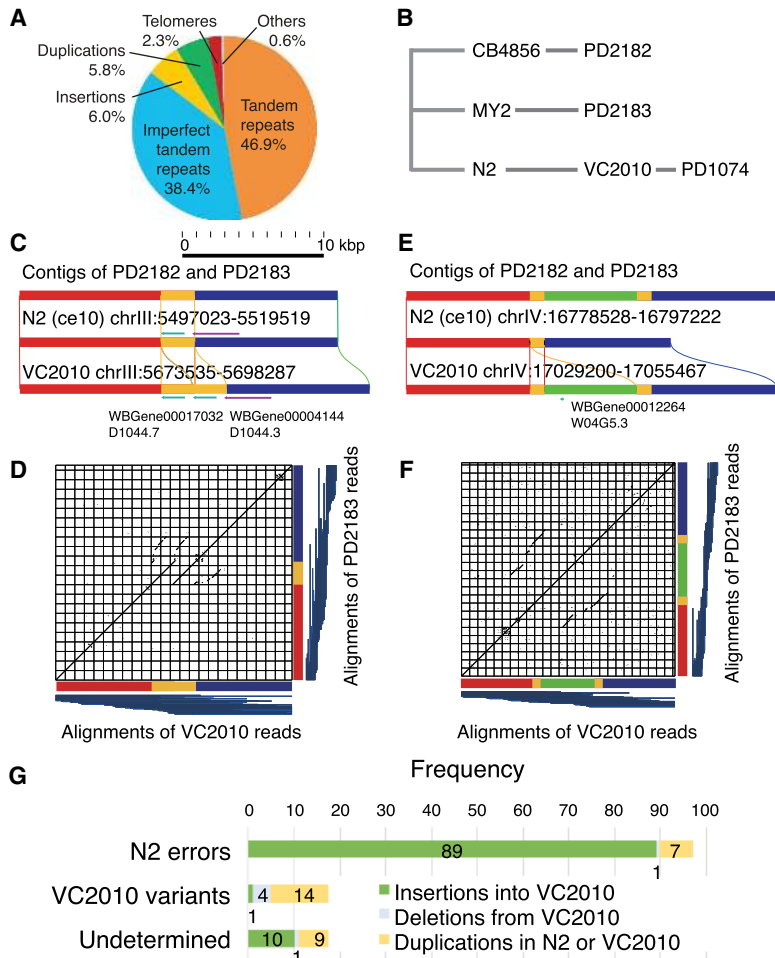 A
Telomeres
2.3%
Others
0.6%
Duplications
5.8%
Insertions
6.0%
Tandem
repeats
46.9%
Imperfect
tandem
repeats
38.4%
B
CB4856
PD2182
MY2
PD2183
N2
VC2010
PD1074
0
10 kbp
C
Contigs of PD2182 and PD2183
N2 (ce10) chrIII:5497023-5519519
VC2010 chrIII:5673535-5698287
WBGene00017032
D1044.7
WBGene00004144
D1044.3
E
Contigs of PD2182 and PD2183
N2 (ce10) chrIV:16778528-16797222
VC2010 chrIV:17029200-17055467
WBGene00012264
W04G5.3
D
Alignments of PD2183 reads
Alignments of VC2010 reads
F
Alignments of PD2183 reads
Alignments of VC2010 reads
G
Frequency
0 10 20 30 40 50 60 70 80 90 100
N2 errors
89
1
7
VC2010 variants
1
4
14
Undetermined
10
1
9
Insertions into VC2010
Deletions from VC2010
Duplications in N2 or VC2010